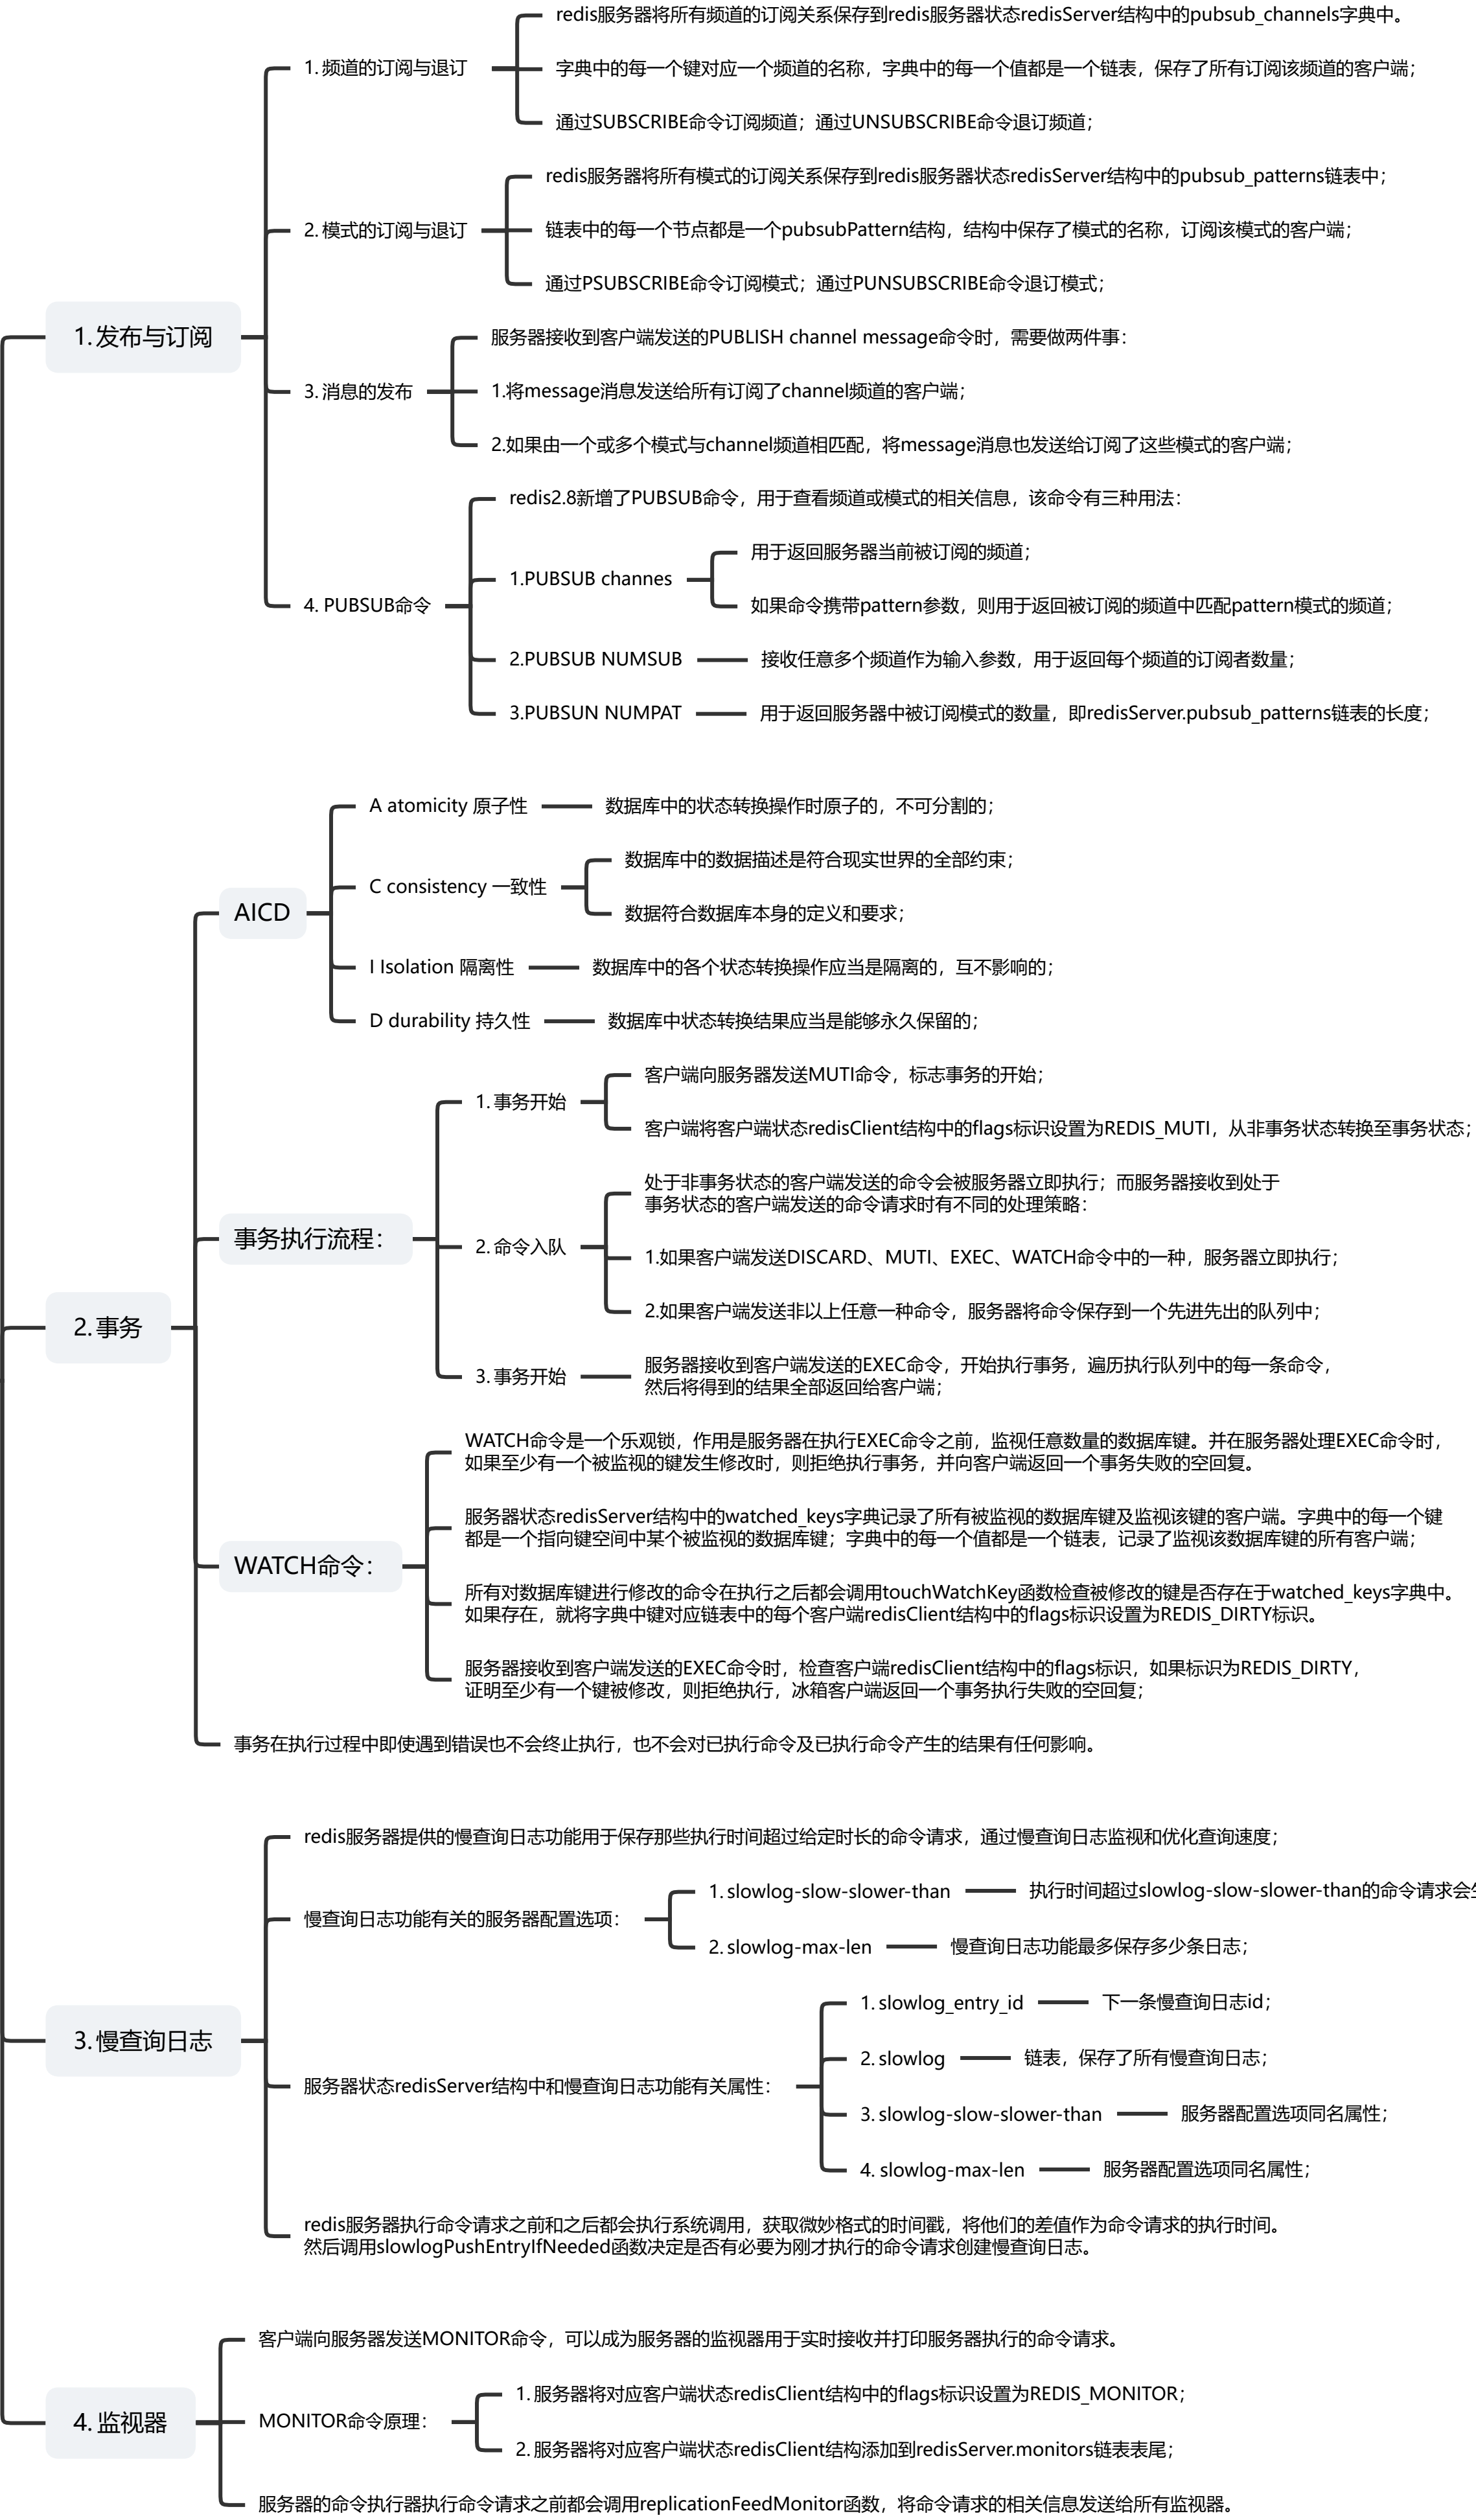 1. 发布与订阅
1. 频道的订阅与退订
redis服务器将所有频道的订阅关系保存到redis服务器状态redisServer结构中的pubsub_channels字典中。
字典中的每一个键对应一个频道的名称，字典中的每一个值都是一个链表，保存了所有订阅该频道的客户端；
通过SUBSCRIBE命令订阅频道；通过UNSUBSCRIBE命令退订频道；
2. 模式的订阅与退订
redis服务器将所有模式的订阅关系保存到redis服务器状态redisServer结构中的pubsub_patterns链表中；
链表中的每一个节点都是一个pubsubPattern结构，结构中保存了模式的名称，订阅该模式的客户端；
通过PSUBSCRIBE命令订阅模式；通过PUNSUBSCRIBE命令退订模式；
3. 消息的发布
服务器接收到客户端发送的PUBLISH channel message命令时，需要做两件事：
1.将message消息发送给所有订阅了channel频道的客户端；
2.如果由一个或多个模式与channel频道相匹配，将message消息也发送给订阅了这些模式的客户端；
4. PUBSUB命令
redis2.8新增了PUBSUB命令，用于查看频道或模式的相关信息，该命令有三种用法：
1.PUBSUB channes
用于返回服务器当前被订阅的频道；
如果命令携带pattern参数，则用于返回被订阅的频道中匹配pattern模式的频道；
2.PUBSUB NUMSUB
接收任意多个频道作为输入参数，用于返回每个频道的订阅者数量；
3.PUBSUN NUMPAT
用于返回服务器中被订阅模式的数量，即redisServer.pubsub_patterns链表的长度；
2. 事务
AICD
A atomicity 原子性
数据库中的状态转换操作时原子的，不可分割的；
C consistency 一致性
数据库中的数据描述是符合现实世界的全部约束；
数据符合数据库本身的定义和要求；
I Isolation 隔离性
数据库中的各个状态转换操作应当是隔离的，互不影响的；
D durability 持久性
数据库中状态转换结果应当是能够永久保留的；
事务执行流程：
1. 事务开始
客户端向服务器发送MUTI命令，标志事务的开始；
客户端将客户端状态redisClient结构中的flags标识设置为REDIS_MUTI，从非事务状态转换至事务状态；
2. 命令入队
处于非事务状态的客户端发送的命令会被服务器立即执行；而服务器接收到处于
事务状态的客户端发送的命令请求时有不同的处理策略：
1.如果客户端发送DISCARD、MUTI、EXEC、WATCH命令中的一种，服务器立即执行；
2.如果客户端发送非以上任意一种命令，服务器将命令保存到一个先进先出的队列中；
3. 事务开始
服务器接收到客户端发送的EXEC命令，开始执行事务，遍历执行队列中的每一条命令，
然后将得到的结果全部返回给客户端；
WATCH命令：
WATCH命令是一个乐观锁，作用是服务器在执行EXEC命令之前，监视任意数量的数据库键。并在服务器处理EXEC命令时，
如果至少有一个被监视的键发生修改时，则拒绝执行事务，并向客户端返回一个事务失败的空回复。
服务器状态redisServer结构中的watched_keys字典记录了所有被监视的数据库键及监视该键的客户端。字典中的每一个键
都是一个指向键空间中某个被监视的数据库键；字典中的每一个值都是一个链表，记录了监视该数据库键的所有客户端；
所有对数据库键进行修改的命令在执行之后都会调用touchWatchKey函数检查被修改的键是否存在于watched_keys字典中。
如果存在，就将字典中键对应链表中的每个客户端redisClient结构中的flags标识设置为REDIS_DIRTY标识。
服务器接收到客户端发送的EXEC命令时，检查客户端redisClient结构中的flags标识，如果标识为REDIS_DIRTY，
证明至少有一个键被修改，则拒绝执行，冰箱客户端返回一个事务执行失败的空回复；
事务在执行过程中即使遇到错误也不会终止执行，也不会对已执行命令及已执行命令产生的结果有任何影响。
3. 慢查询日志
redis服务器提供的慢查询日志功能用于保存那些执行时间超过给定时长的命令请求，通过慢查询日志监视和优化查询速度；
慢查询日志功能有关的服务器配置选项：
1. slowlog-slow-slower-than
执行时间超过slowlog-slow-slower-than的命令请求会
2. slowlog-max-len
慢查询日志功能最多保存多少条日志；
服务器状态redisServer结构中和慢查询日志功能有关属性：
1. slowlog_entry_id
下一条慢查询日志id；
2. slowlog
链表，保存了所有慢查询日志；
3. slowlog-slow-slower-than
服务器配置选项同名属性；
4. slowlog-max-len
服务器配置选项同名属性；
redis服务器执行命令请求之前和之后都会执行系统调用，获取微妙格式的时间戳，将他们的差值作为命令请求的执行时间。
然后调用slowlogPushEntryIfNeeded函数决定是否有必要为刚才执行的命令请求创建慢查询日志。
4. 监视器
客户端向服务器发送MONITOR命令，可以成为服务器的监视器用于实时接收并打印服务器执行的命令请求。
MONITOR命令原理：
1. 服务器将对应客户端状态redisClient结构中的flags标识设置为REDIS_MONITOR；
2. 服务器将对应客户端状态redisClient结构添加到redisServer.monitors链表表尾；
服务器的命令执行器执行命令请求之前都会调用replicationFeedMonitor函数，将命令请求的相关信息发送给所有监视器。